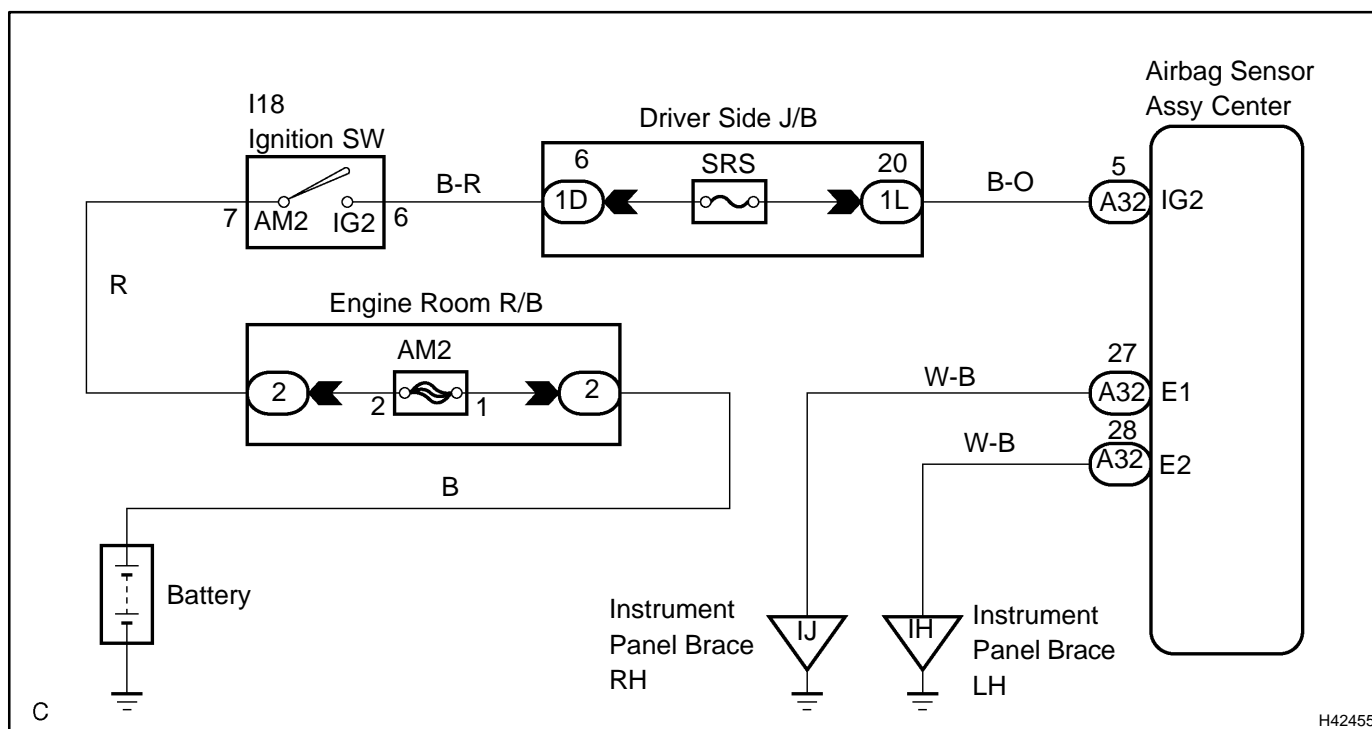 Airbag Sensor
Assy Center
I18
Ignition SW
Driver Side J/B
6
SRS
20
B-R
B-O
5
1D
1L
A32
IG2
7
AM2
IG2
6
R
Engine Room R/B
AM2
2
2
1
2
W-B
27
A32
E1
W-B
28
A32
E2
B
Battery
Instrument
Panel Brace
RH
IJ
IH
Instrument
Panel Brace
LH
C
H42455